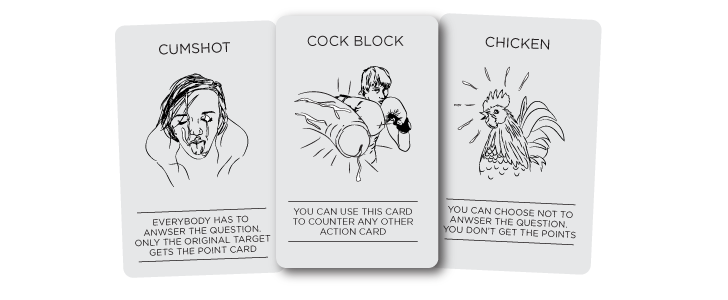 CUMSHOT
EVERYBODY HAS TO
ANWSER THE QUESTION.
ONLY THE ORIGINAL TARGET
GETS THE POINT CARD
COCK BLOCK
YOU CAN USE THIS CARD
TO COUNTER ANY OTHER
ACTION CARD
CHICKEN
YOU CAN CHOOSE NOT TO
ANWSER THE QUESTION.
YOU DON'T GET THE POINTS